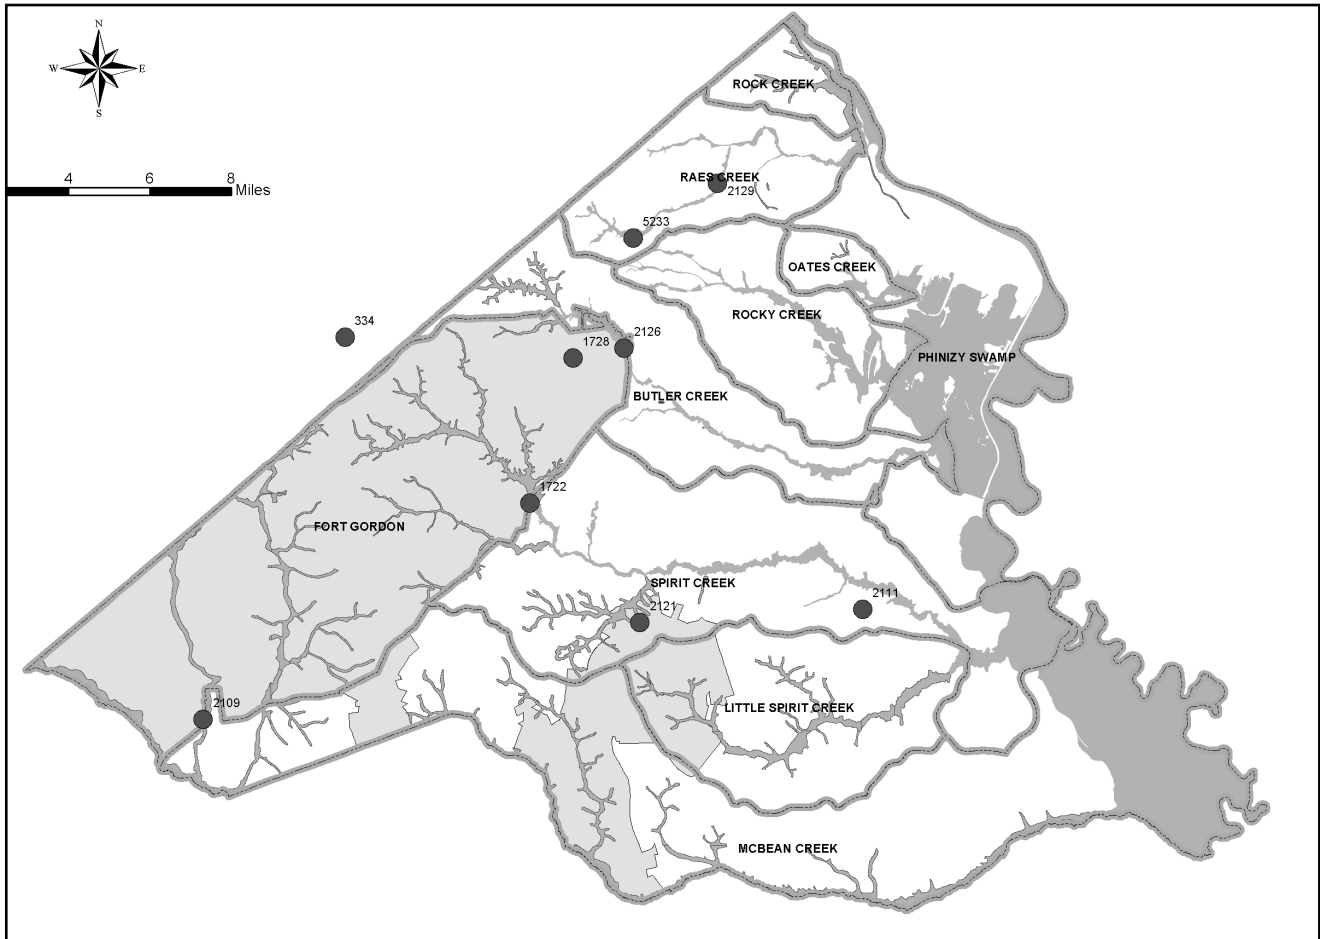 N
W E
S
ROCK CREEK
4 6 8
Miles
RAES CREEK
2129
5233
OATES CREEK
ROCKY CREEK
334
2126
1728
PHINIZY SWAMP
BUTLER CREEK
1722
FORT GORDON
SPIRIT CREEK
2111
2121
2109
LITTLE SPIRIT CREEK
MCBEAN CREEK